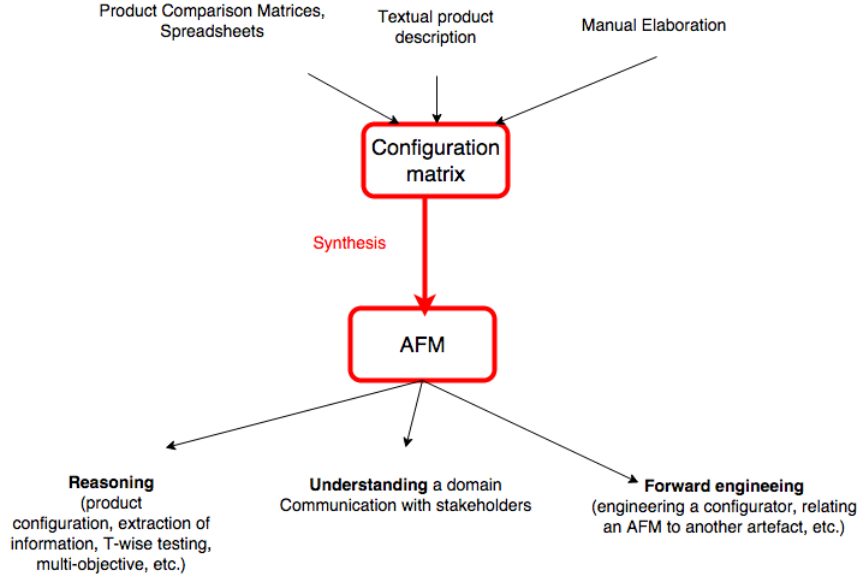 Product Comparison Matrices,
Spreadsheets
Textual product
description
Manual Elaboration
Configuration
matrix
Synthesis
AFM
Reasoning
(product
configuration, extraction of
information, T-wise testing,
multi-objective, etc.)
Understanding a domain
Communication with stakeholders
Forward engineeing
(engineering a configurator, relating
an AFM to another artefact, etc.)